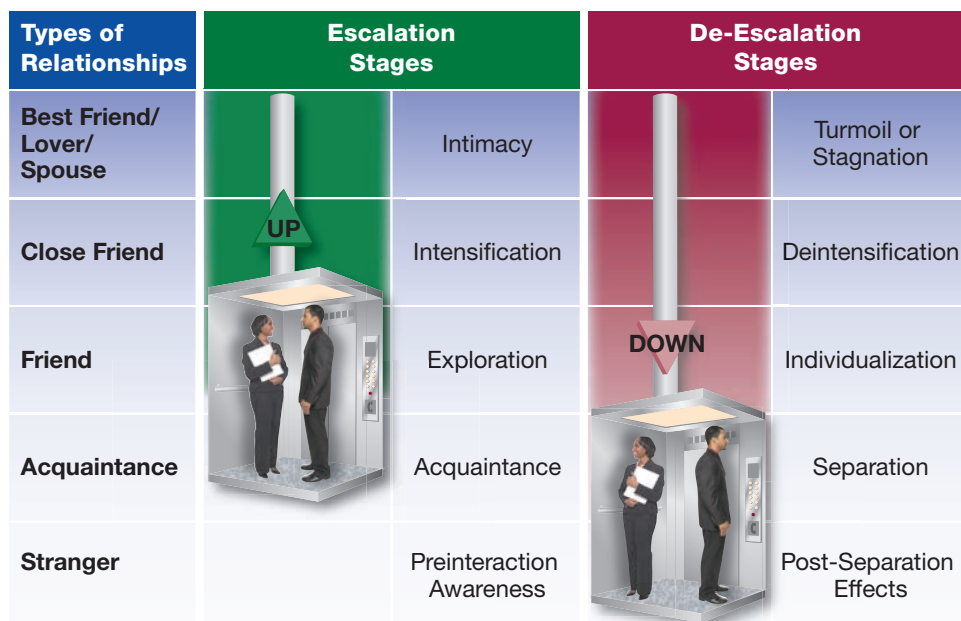 Types of
Relationships
Escalation
Stages
De-Escalation
Stages
Best Friend/
Lover/
Spouse
Intimacy
Turmoil or
Stagnation
UP
Close Friend
Intensification
Deintensification
Friend
Exploration
DOWN
Individualization
Acquaintance
Acquaintance
Separation
Stranger
Preinteraction
Awareness
Post-Separation
Effects